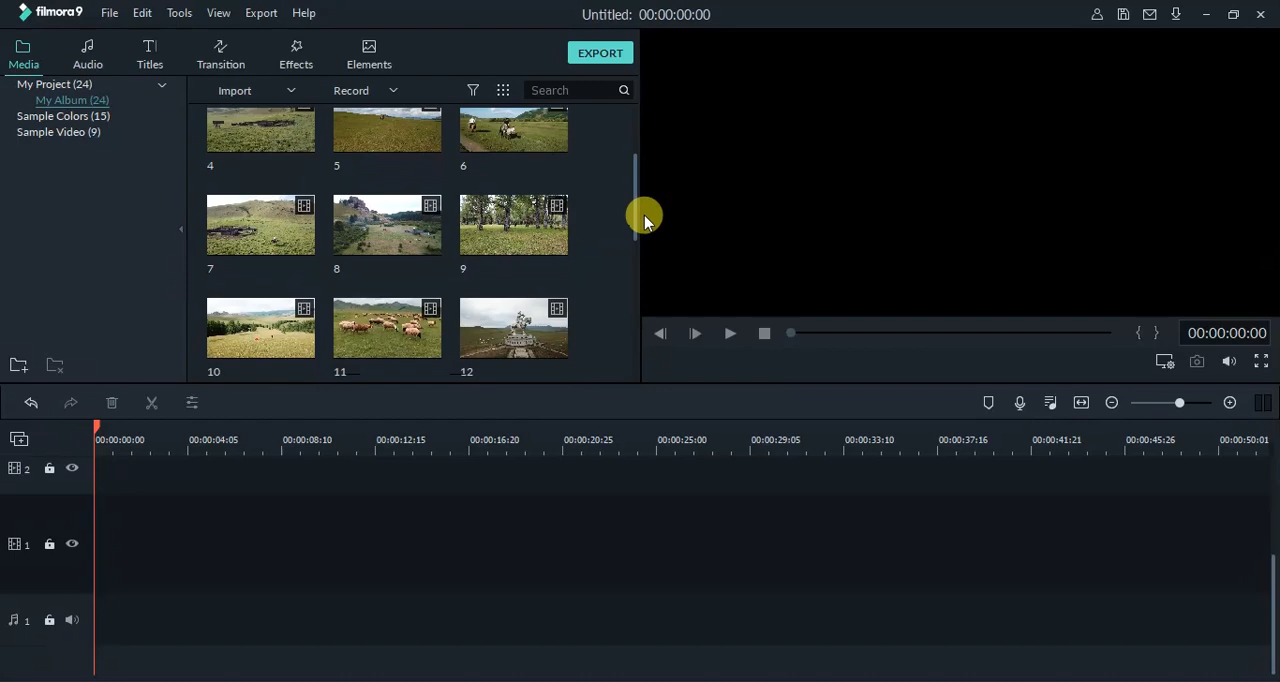 filmora9 File Edit Tools View Export Help Untitled: 00:00:00:00
Media Audio Titles Transition Effects Elements EXPORT
My Project (24)
My Album (24)
Sample Colors (15)
Sample Video (9)
Import Record Search
4 5 6
7 8 9
10 11 12
{ } 00:00:00:00
00:00:00:00 00:00:04:05 00:00:08:10 00:00:12:15 00:00:16:20 00:00:20:25 00:00:25:00 00:00:29:05 00:00:33:10 00:00:37:16 00:00:41:21 00:00:45:26 00:00:50:01
2
1
1